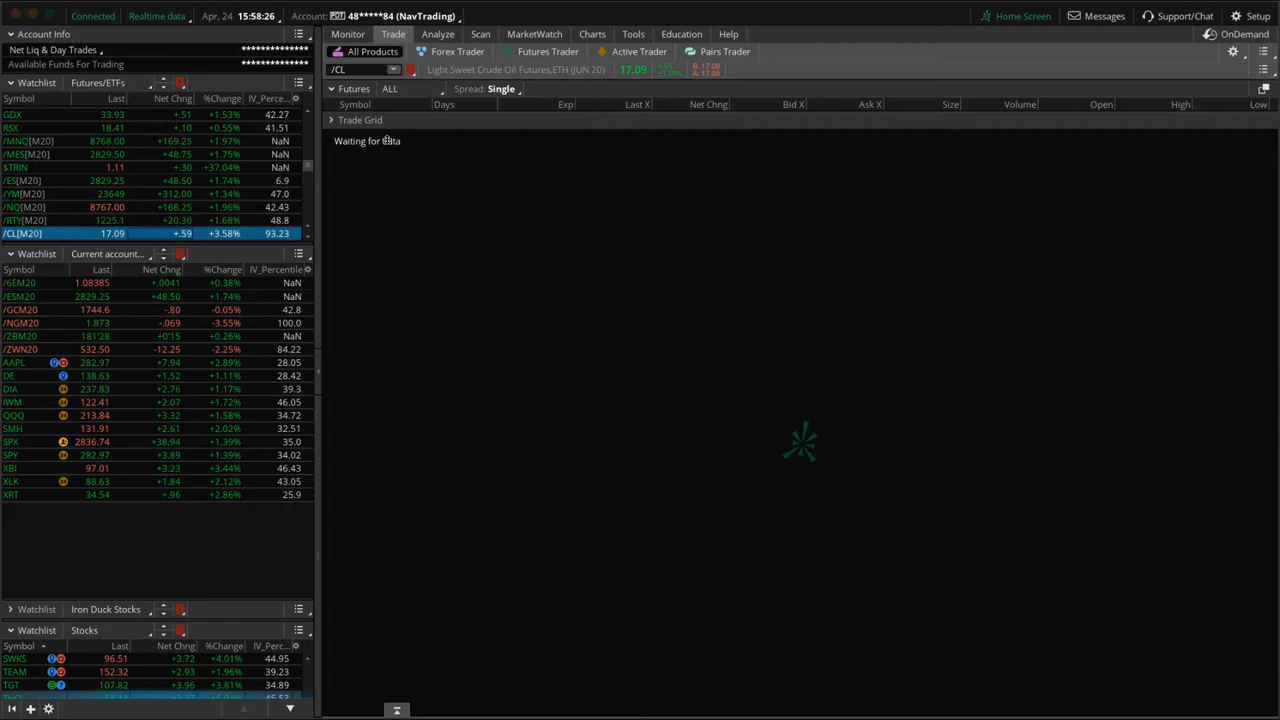 Connected Realtime data Apr, 24 15:58:26 Account: PDT 48*****84 (NavTrading) Home Screen Messages Support/Chat Setup
Account Info
Net Liq & Day Trades **************
Available Funds For Trading **************
Watchlist Futures/ETFs
Symbol Last Net Chng %Change IV_Perce...
GDX 33.93 +.51 +1.53% 42.27
RSX 18.41 +.10 +0.55% 41.51
/MNQ[M20] 8768.00 +169.25 +1.97% NaN
/MES[M20] 2829.50 +48.75 +1.75% NaN
$TRIN 1.11 +.30 +37.04% NaN
/ES[M20] 2829.25 +48.50 +1.74% 6.9
/YM[M20] 23649 +312.00 +1.34% 47.0
/NQ[M20] 8767.00 +168.25 +1.96% 42.43
/RTY[M20] 1225.1 +20.30 +1.68% 48.8
/CL[M20] 17.09 +.59 +3.58% 93.23
Watchlist Current account...
Symbol Last Net Chng %Change IV_Percentile
/6EM20 1.08385 +.0041 +0.38% NaN
/ESM20 2829.25 +48.50 +1.74% NaN
/GCM20 1744.6 -.80 -0.05% 42.8
/NGM20 1.873 -.069 -3.55% 100.0
/ZBM20 181'28 +0'15 +0.26% NaN
/ZWN20 532.50 -12.25 -2.25% 84.22
AAPL 282.97 +7.94 +2.89% 28.05
DE 138.63 +1.52 +1.11% 28.42
DIA 237.83 +2.76 +1.17% 39.3
IWM 122.41 +2.07 +1.72% 46.05
QQQ 213.84 +3.32 +1.58% 34.72
SMH 131.91 +2.61 +2.02% 32.51
SPX 2836.74 +38.94 +1.39% 35.0
SPY 282.97 +3.89 +1.39% 34.02
XBI 97.01 +3.23 +3.44% 46.43
XLK 88.63 +1.84 +2.12% 43.05
XRT 34.54 +.96 +2.86% 25.9
Watchlist Iron Duck Stocks
Watchlist Stocks
Symbol Last Net Chng %Change IV_Perc...
SWKS 96.51 +3.72 +4.01% 44.95
TEAM 152.32 +2.93 +1.96% 39.23
TGT 107.82 +3.96 +3.81% 34.89
Monitor Trade Analyze Scan MarketWatch Charts Tools Education Help OnDemand
All Products Forex Trader Futures Trader Active Trader Pairs Trader
/CL Light Sweet Crude Oil Futures,ETH (JUN 20) 17.09 +.59 +3.58% B: 17.08 A: 17.09
Futures ALL Spread: Single
Symbol Days Exp Last X Net Chng Bid X Ask X Size Volume Open High Low
Trade Grid
Waiting for data